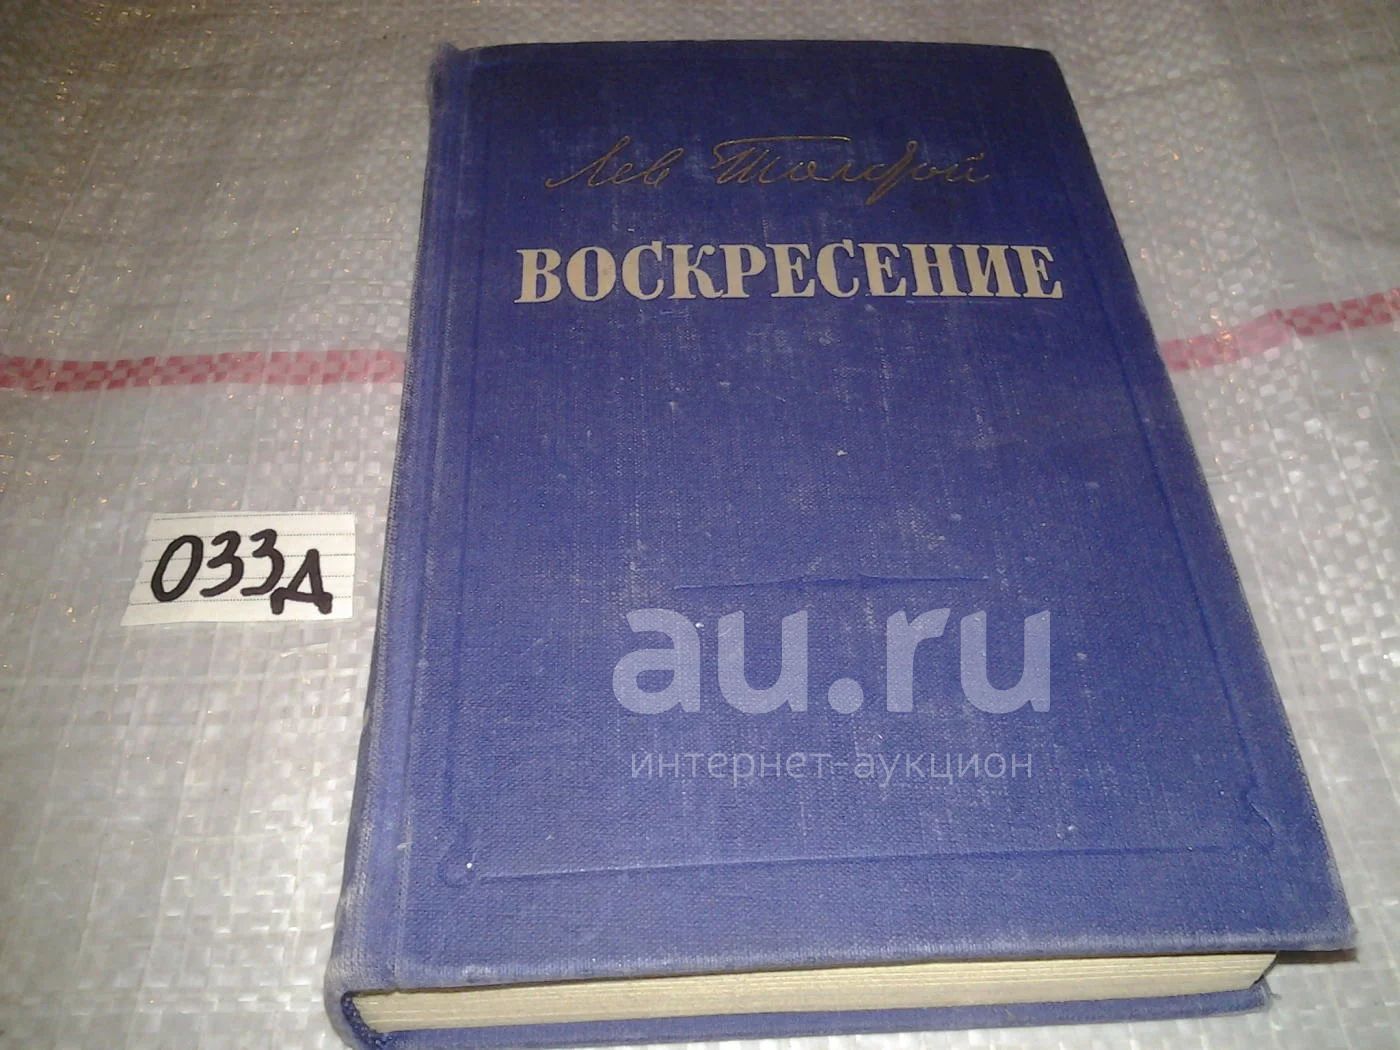 Лев Толстой
ВОСКРЕСЕНИЕ
033Д
au.ru
интернет-аукцион